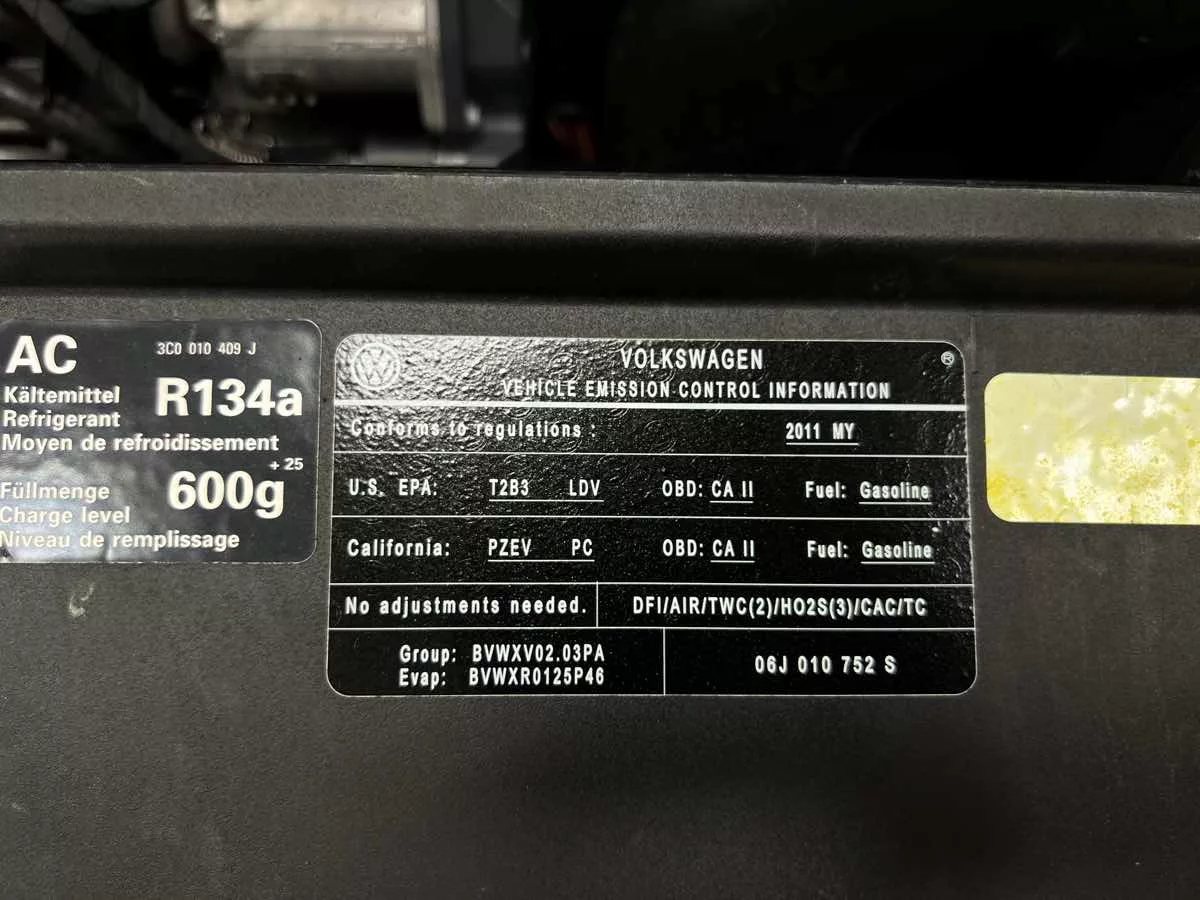 AC 3C0 010 409 J
Kältemittel
Refrigerant R134a
Moyen de refroidissement
+ 25
Füllmenge 600g
Charge level
Niveau de remplissage
VW VOLKSWAGEN ®
VEHICLE EMISSION CONTROL INFORMATION
Conforms to regulations : 2011 MY
U.S. EPA: T2B3 LDV OBD: CA II Fuel: Gasoline
California: PZEV PC OBD: CA II Fuel: Gasoline
No adjustments needed. DFI/AIR/TWC(2)/HO2S(3)/CAC/TC
Group: BVWXV02.03PA
Evap: BVWXR0125P46
06J 010 752 S